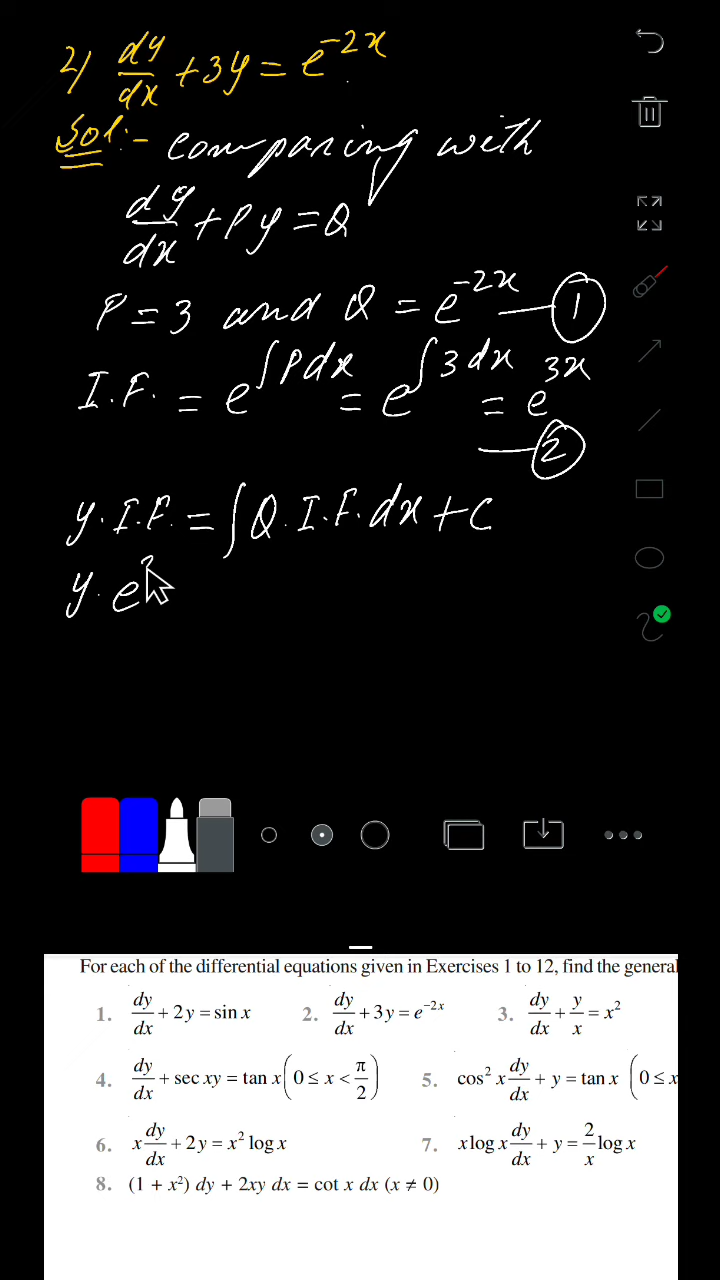 2) dy/dx + 3y = e^-2x
Sol:- comparing with
dy/dx + Py = Q
P = 3 and Q = e^-2x — ①
I.F. = e^∫Pdx = e^∫3dx = e^3x
— ②
y. I.F. = ∫Q. I.F. dx + C
y. e
For each of the differential equations given in Exercises 1 to 12, find the general
1. dy/dx + 2y = sin x 2. dy/dx + 3y = e^-2x 3. dy/dx + y/x = x²
4. dy/dx + sec xy = tan x (0 ≤ x < π/2) 5. cos² x dy/dx + y = tan x (0 ≤ x
6. x dy/dx + 2y = x² log x 7. x log x dy/dx + y = 2/x log x
8. (1 + x²) dy + 2xy dx = cot x dx (x ≠ 0)